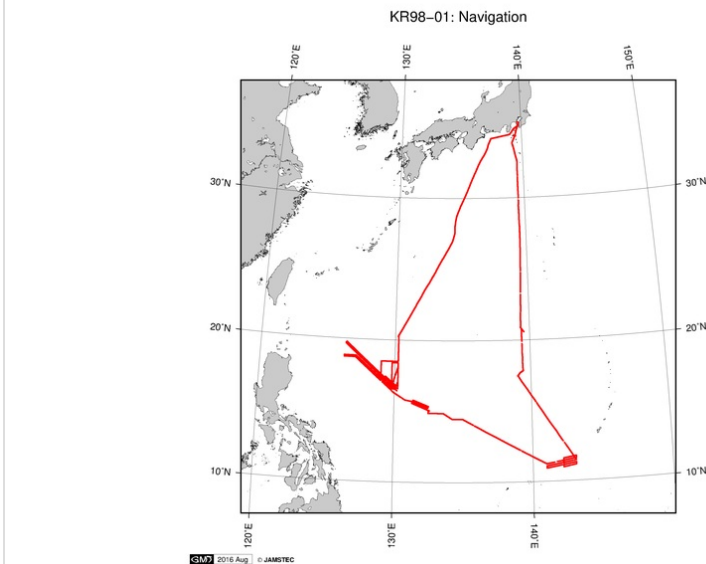 KR98−01: Navigation
120˚E 130˚E 140˚E 150˚E
30˚N 30˚N
20˚N 20˚N
10˚N 10˚N
120˚E 130˚E 140˚E
GMT 2016 Aug © JAMSTEC